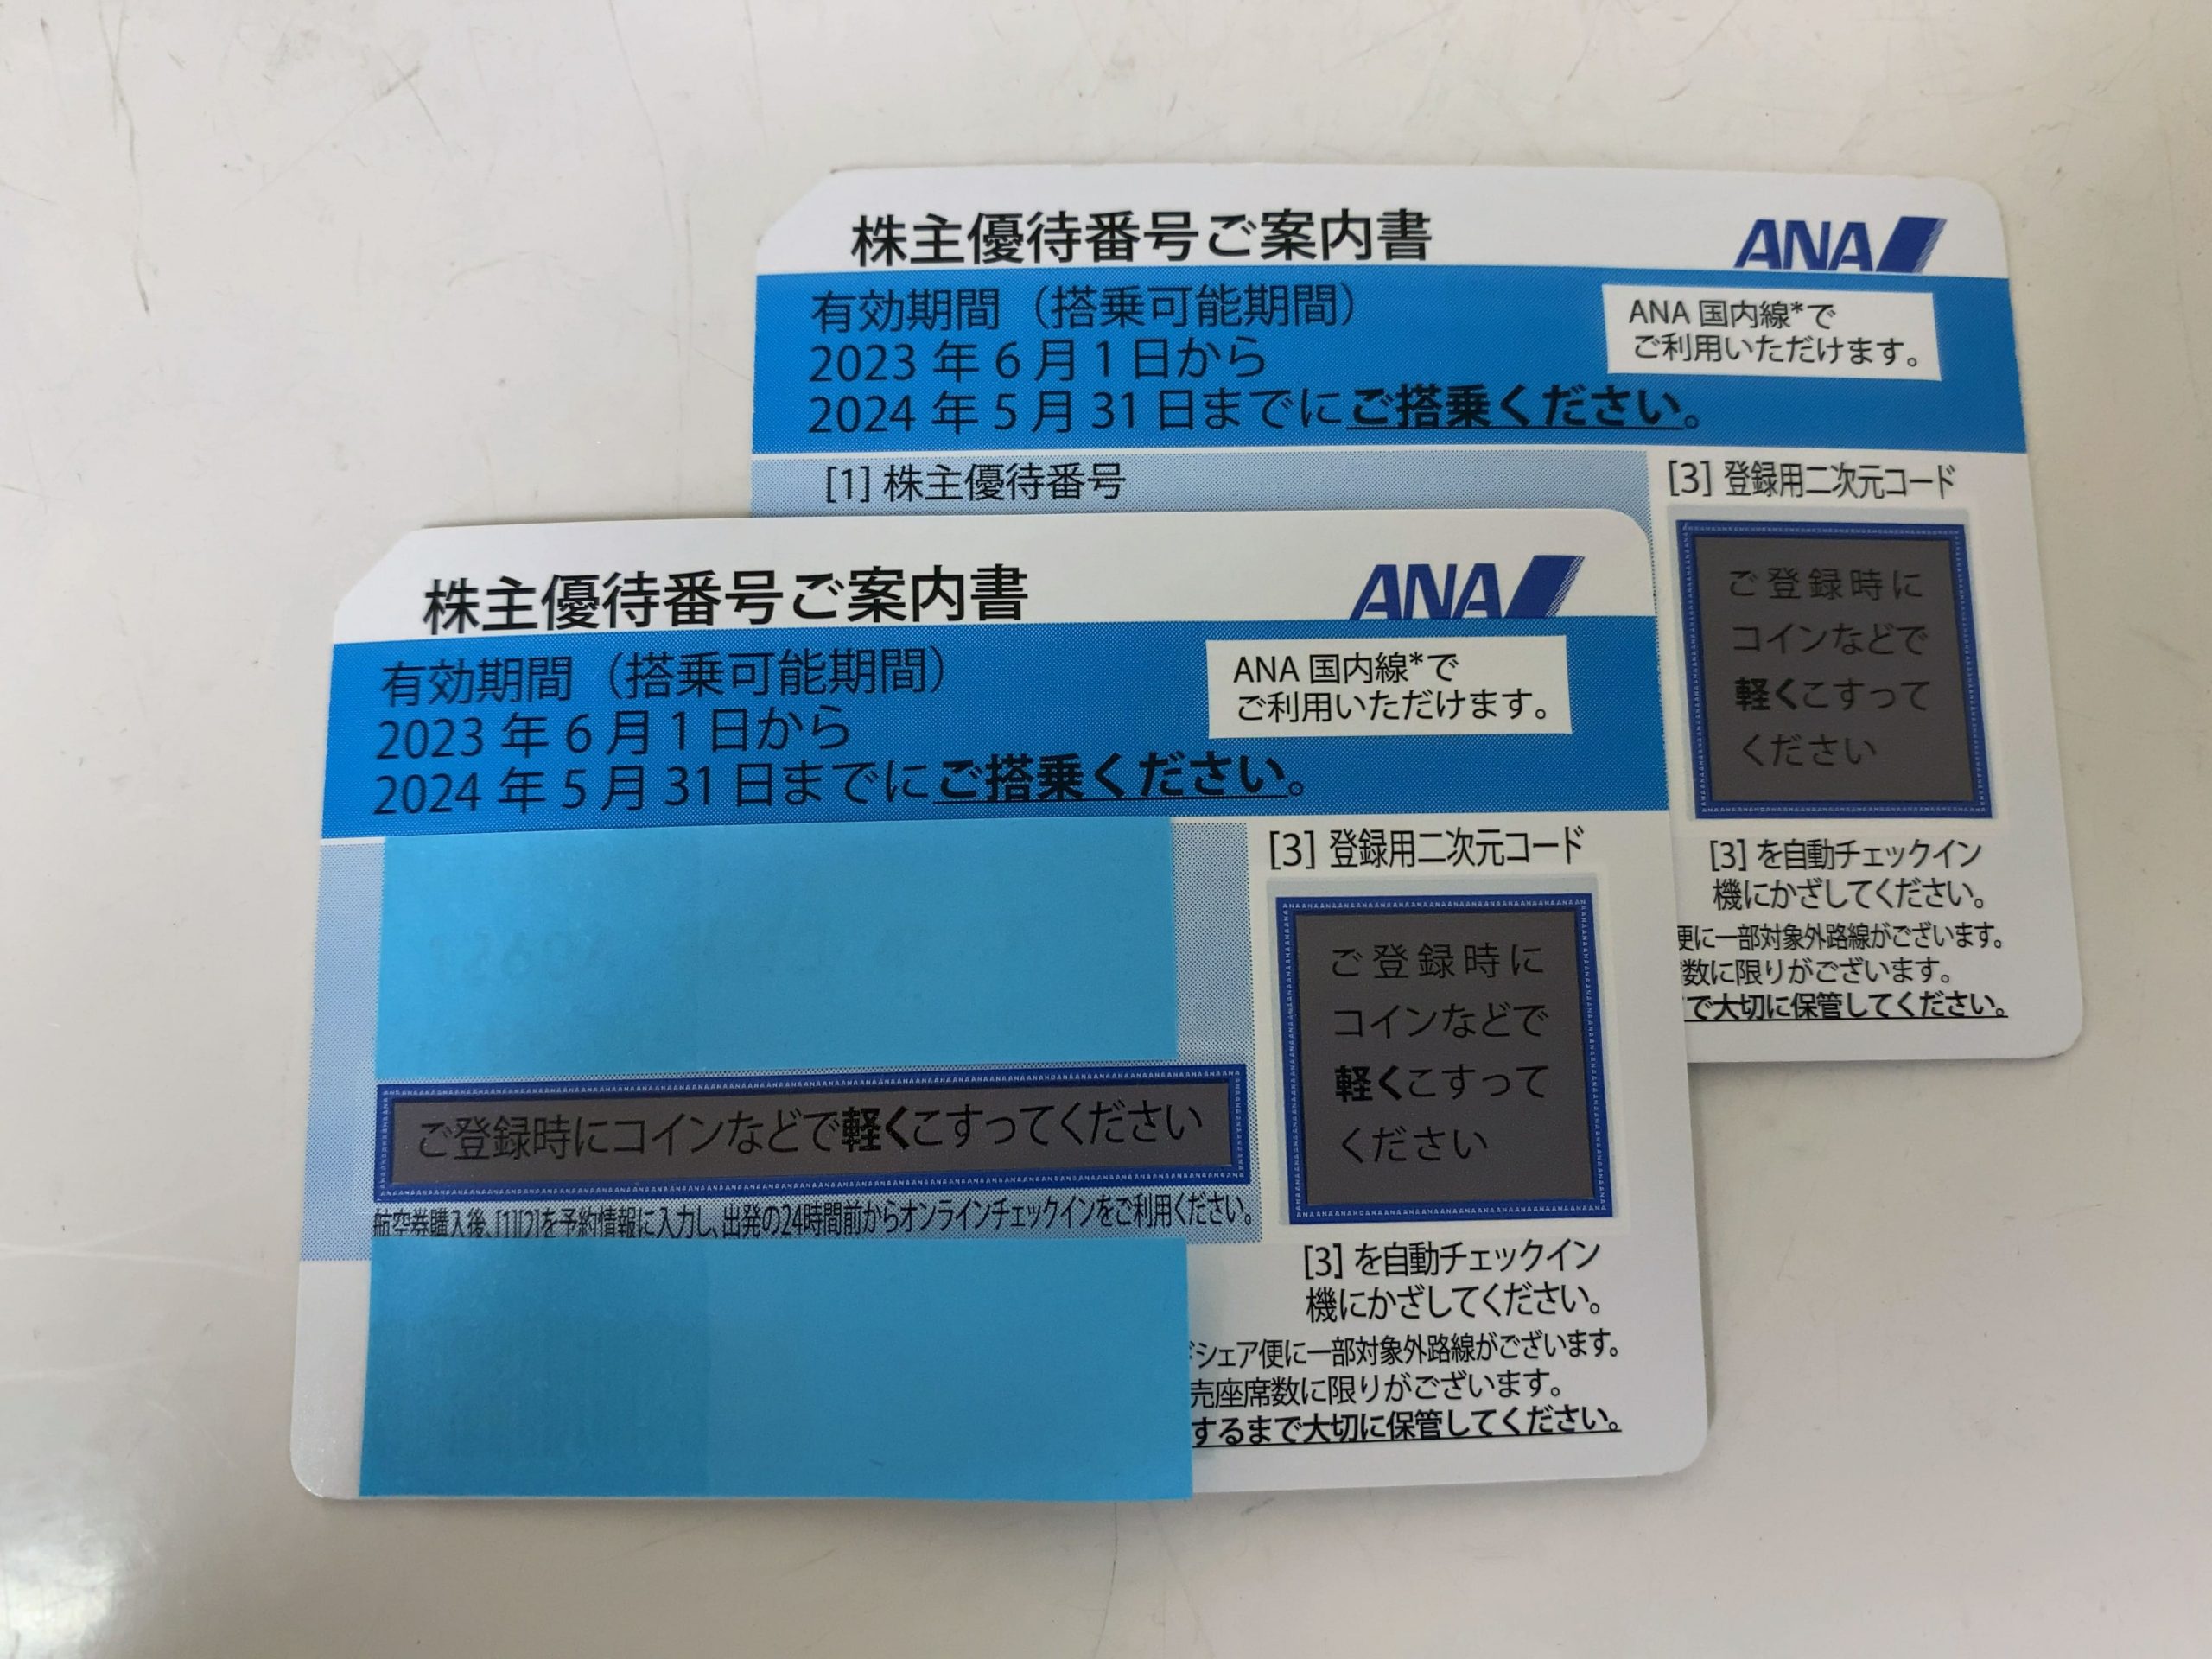 株主優待番号ご案内書
ANA
有効期間（搭乗可能期間）
2023 年 6 月 1 日から
2024 年 5 月 31 日までにご搭乗ください。
ANA 国内線*で
ご利用いただけます。
[1] 株主優待番号
[3] 登録用二次元コード
ご登録時に
コインなどで
軽くこすって
ください
[3] を自動チェックイン
機にかざしてください。
便に一部対象外路線がございます。
数に限りがございます。
で大切に保管してください。
株主優待番号ご案内書
ANA
有効期間（搭乗可能期間）
2023 年 6 月 1 日から
2024 年 5 月 31 日までにご搭乗ください。
ANA 国内線*で
ご利用いただけます。
ご登録時にコインなどで軽くこすってください
航空券購入後、[1][2]を予約情報に入力し、出発の24時間前からオンラインチェックインをご利用ください。
[3] 登録用二次元コード
ご登録時に
コインなどで
軽くこすって
ください
[3] を自動チェックイン
機にかざしてください。
シェア便に一部対象外路線がございます。
売座席数に限りがございます。
するまで大切に保管してください。